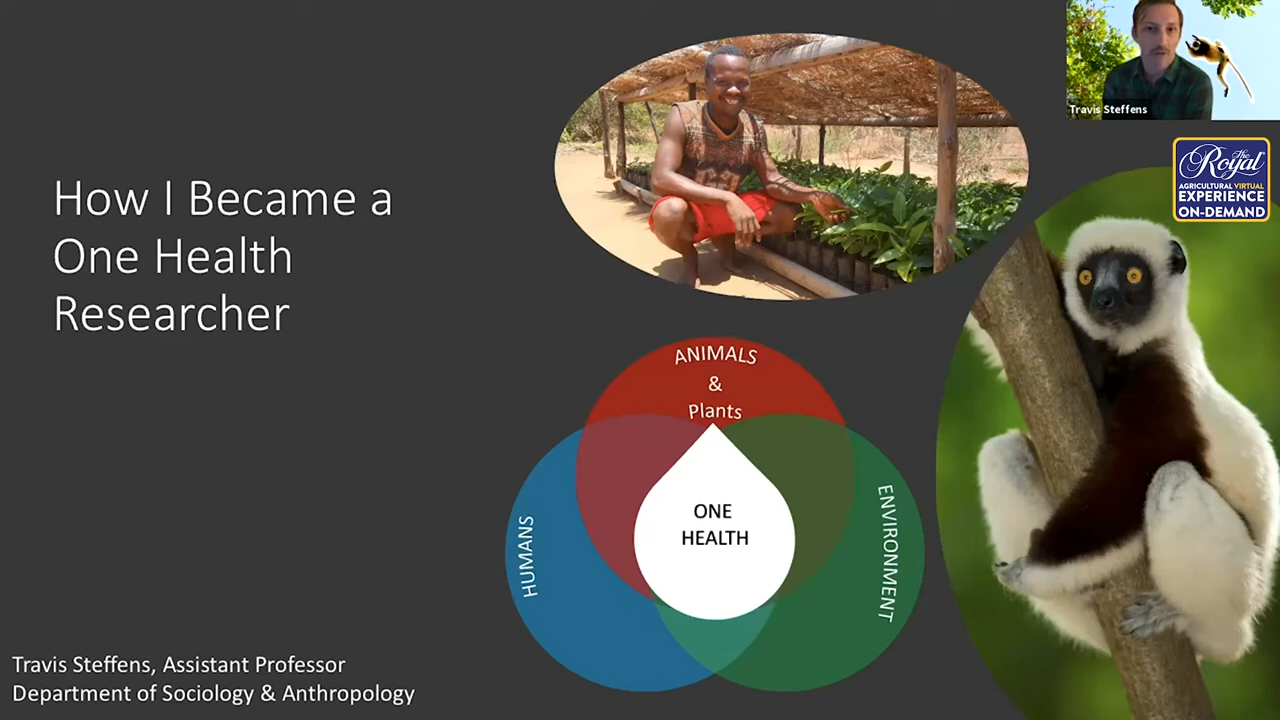 How I Became a
One Health
Researcher
ANIMALS
&
Plants
HUMANS
ENVIRONMENT
ONE
HEALTH
Travis Steffens, Assistant Professor
Department of Sociology & Anthropology
Travis Steffens
The
Royal
AGRICULTURAL VIRTUAL
EXPERIENCE
ON-DEMAND